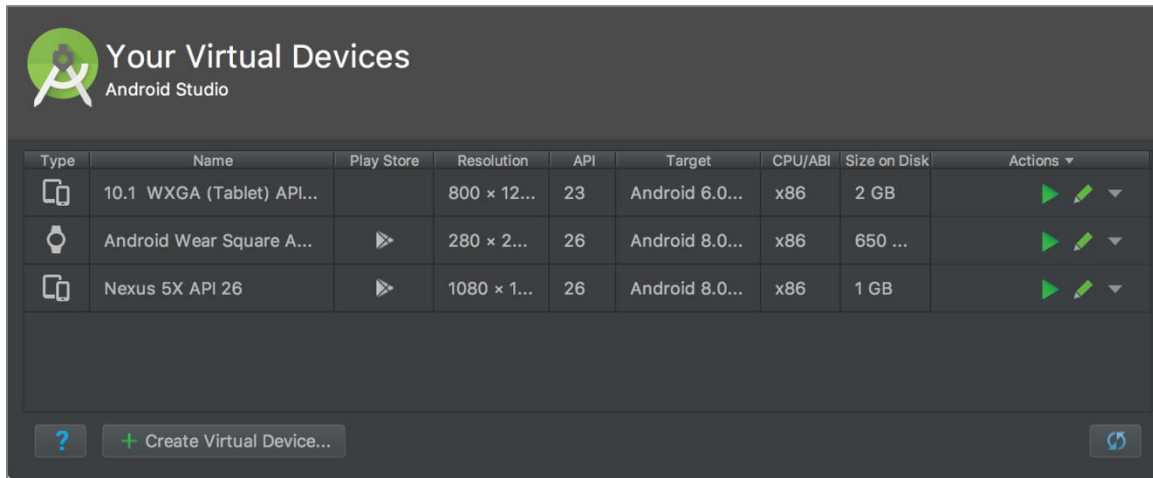 Your Virtual Devices
Android Studio
Type Name Play Store Resolution API Target CPU/ABI Size on Disk Actions
10.1 WXGA (Tablet) API... 800 × 12... 23 Android 6.0... x86 2 GB
Android Wear Square A... 280 × 2... 26 Android 8.0... x86 650 ...
Nexus 5X API 26 1080 × 1... 26 Android 8.0... x86 1 GB
? + Create Virtual Device...